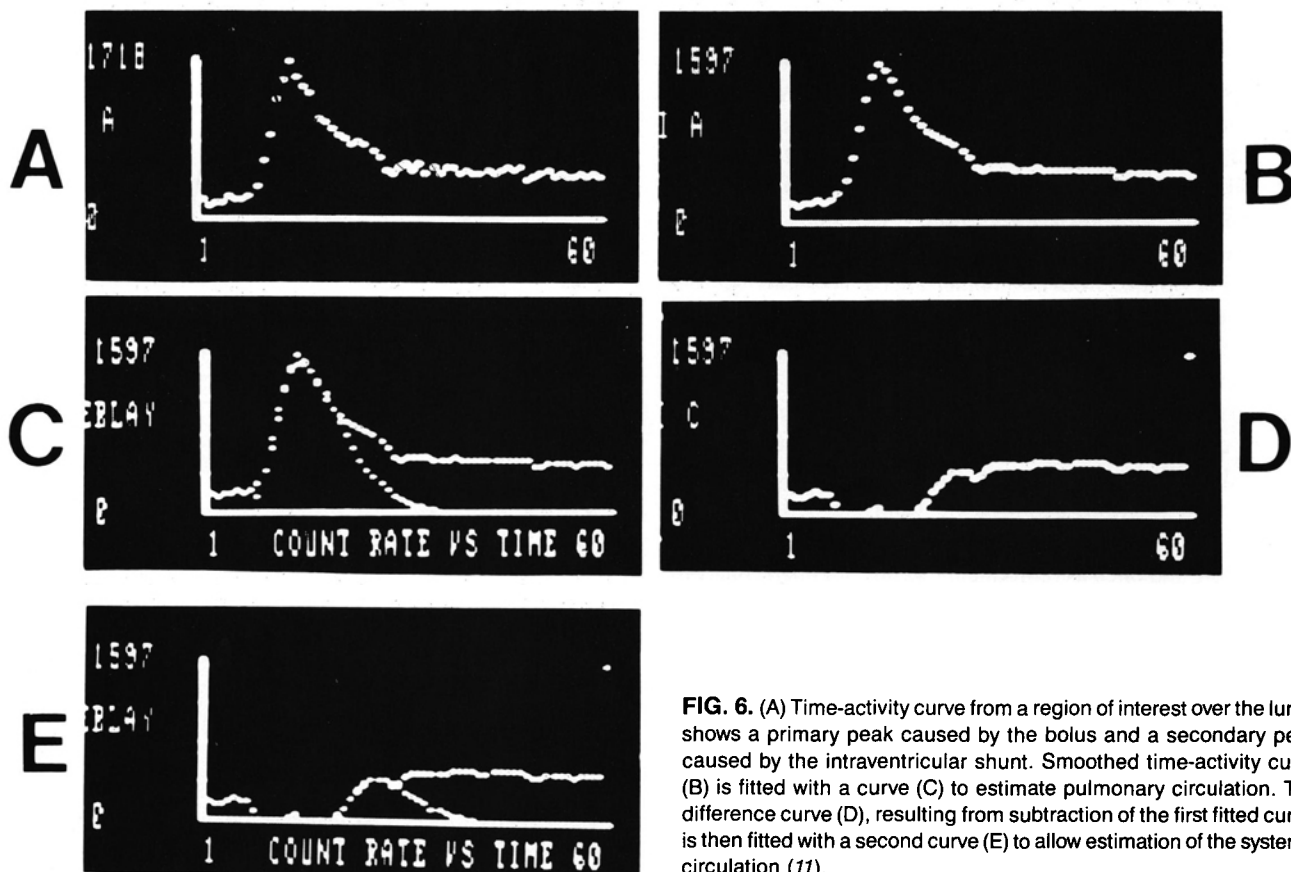 A
1718
A
0
1
60
1597
I A
0
1
60
B
C
1597
EBLAY
0
1 COUNT RATE VS TIME 60
1597
I C
0
1
60
D
E
1597
EBLAY
0
1 COUNT RATE VS TIME 60
FIG. 6. (A) Time-activity curve from a region of interest over the lun
shows a primary peak caused by the bolus and a secondary pe
caused by the intraventricular shunt. Smoothed time-activity cu
(B) is fitted with a curve (C) to estimate pulmonary circulation. T
difference curve (D), resulting from subtraction of the first fitted cur
is then fitted with a second curve (E) to allow estimation of the system
circulation (11)